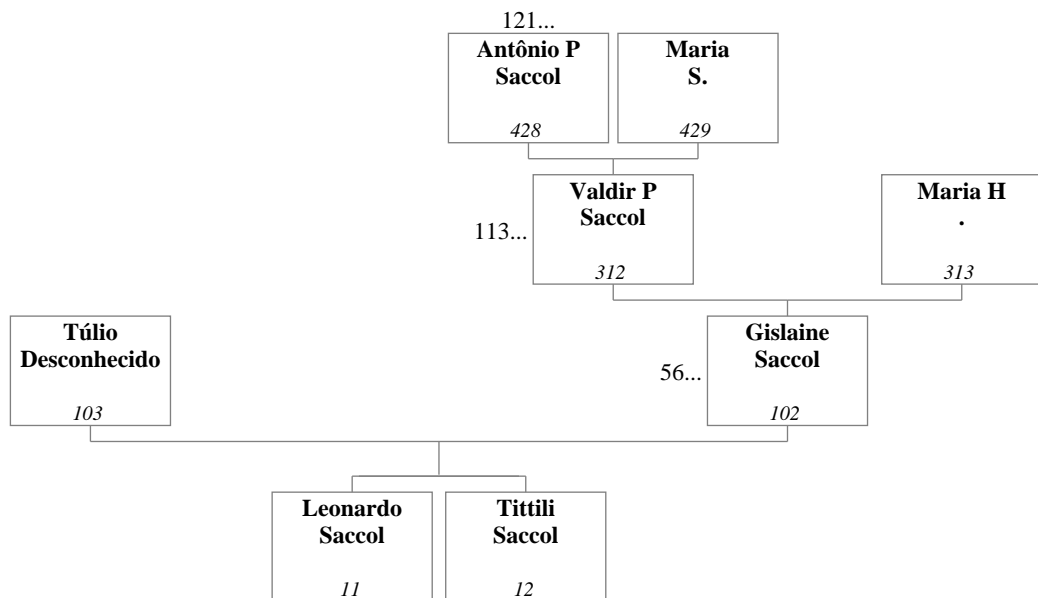 121...
Antônio P
Saccol
428
Maria
S.
429
113...
Valdir P
Saccol
312
Maria H
.
313
Túlio
Desconhecido
103
56...
Gislaine
Saccol
102
Leonardo
Saccol
11
Tittili
Saccol
12